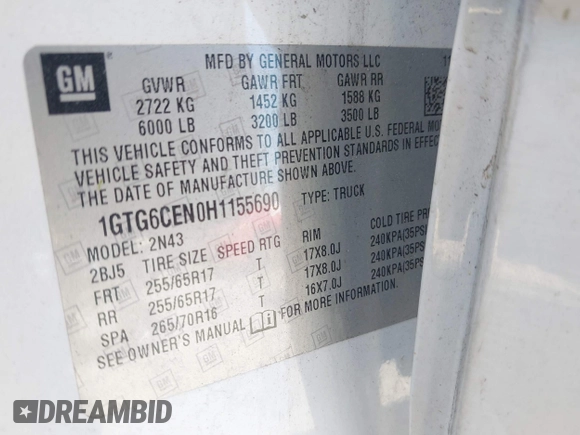 GM
MFD BY GENERAL MOTORS LLC 11
GVWR GAWR FRT GAWR RR
2722 KG 1452 KG 1588 KG
6000 LB 3200 LB 3500 LB
THIS VEHICLE CONFORMS TO ALL APPLICABLE U.S. FEDERAL MO
VEHICLE SAFETY AND THEFT PREVENTION STANDARDS IN EFFEC
THE DATE OF MANUFACTURE SHOWN ABOVE.
1GTG6CEN0H1155690 TYPE: TRUCK
MODEL: 2N43
2BJ5 TIRE SIZE SPEED RTG RIM COLD TIRE PR
FRT 255/65R17 T 17X8.0J 240KPA(35PS
RR 255/65R17 T 17X8.0J 240KPA(35PS
SPA 265/70R16 T 16X7.0J 240KPA(35PS
SEE OWNER'S MANUAL FOR MORE INFORMATION.
DREAMBID